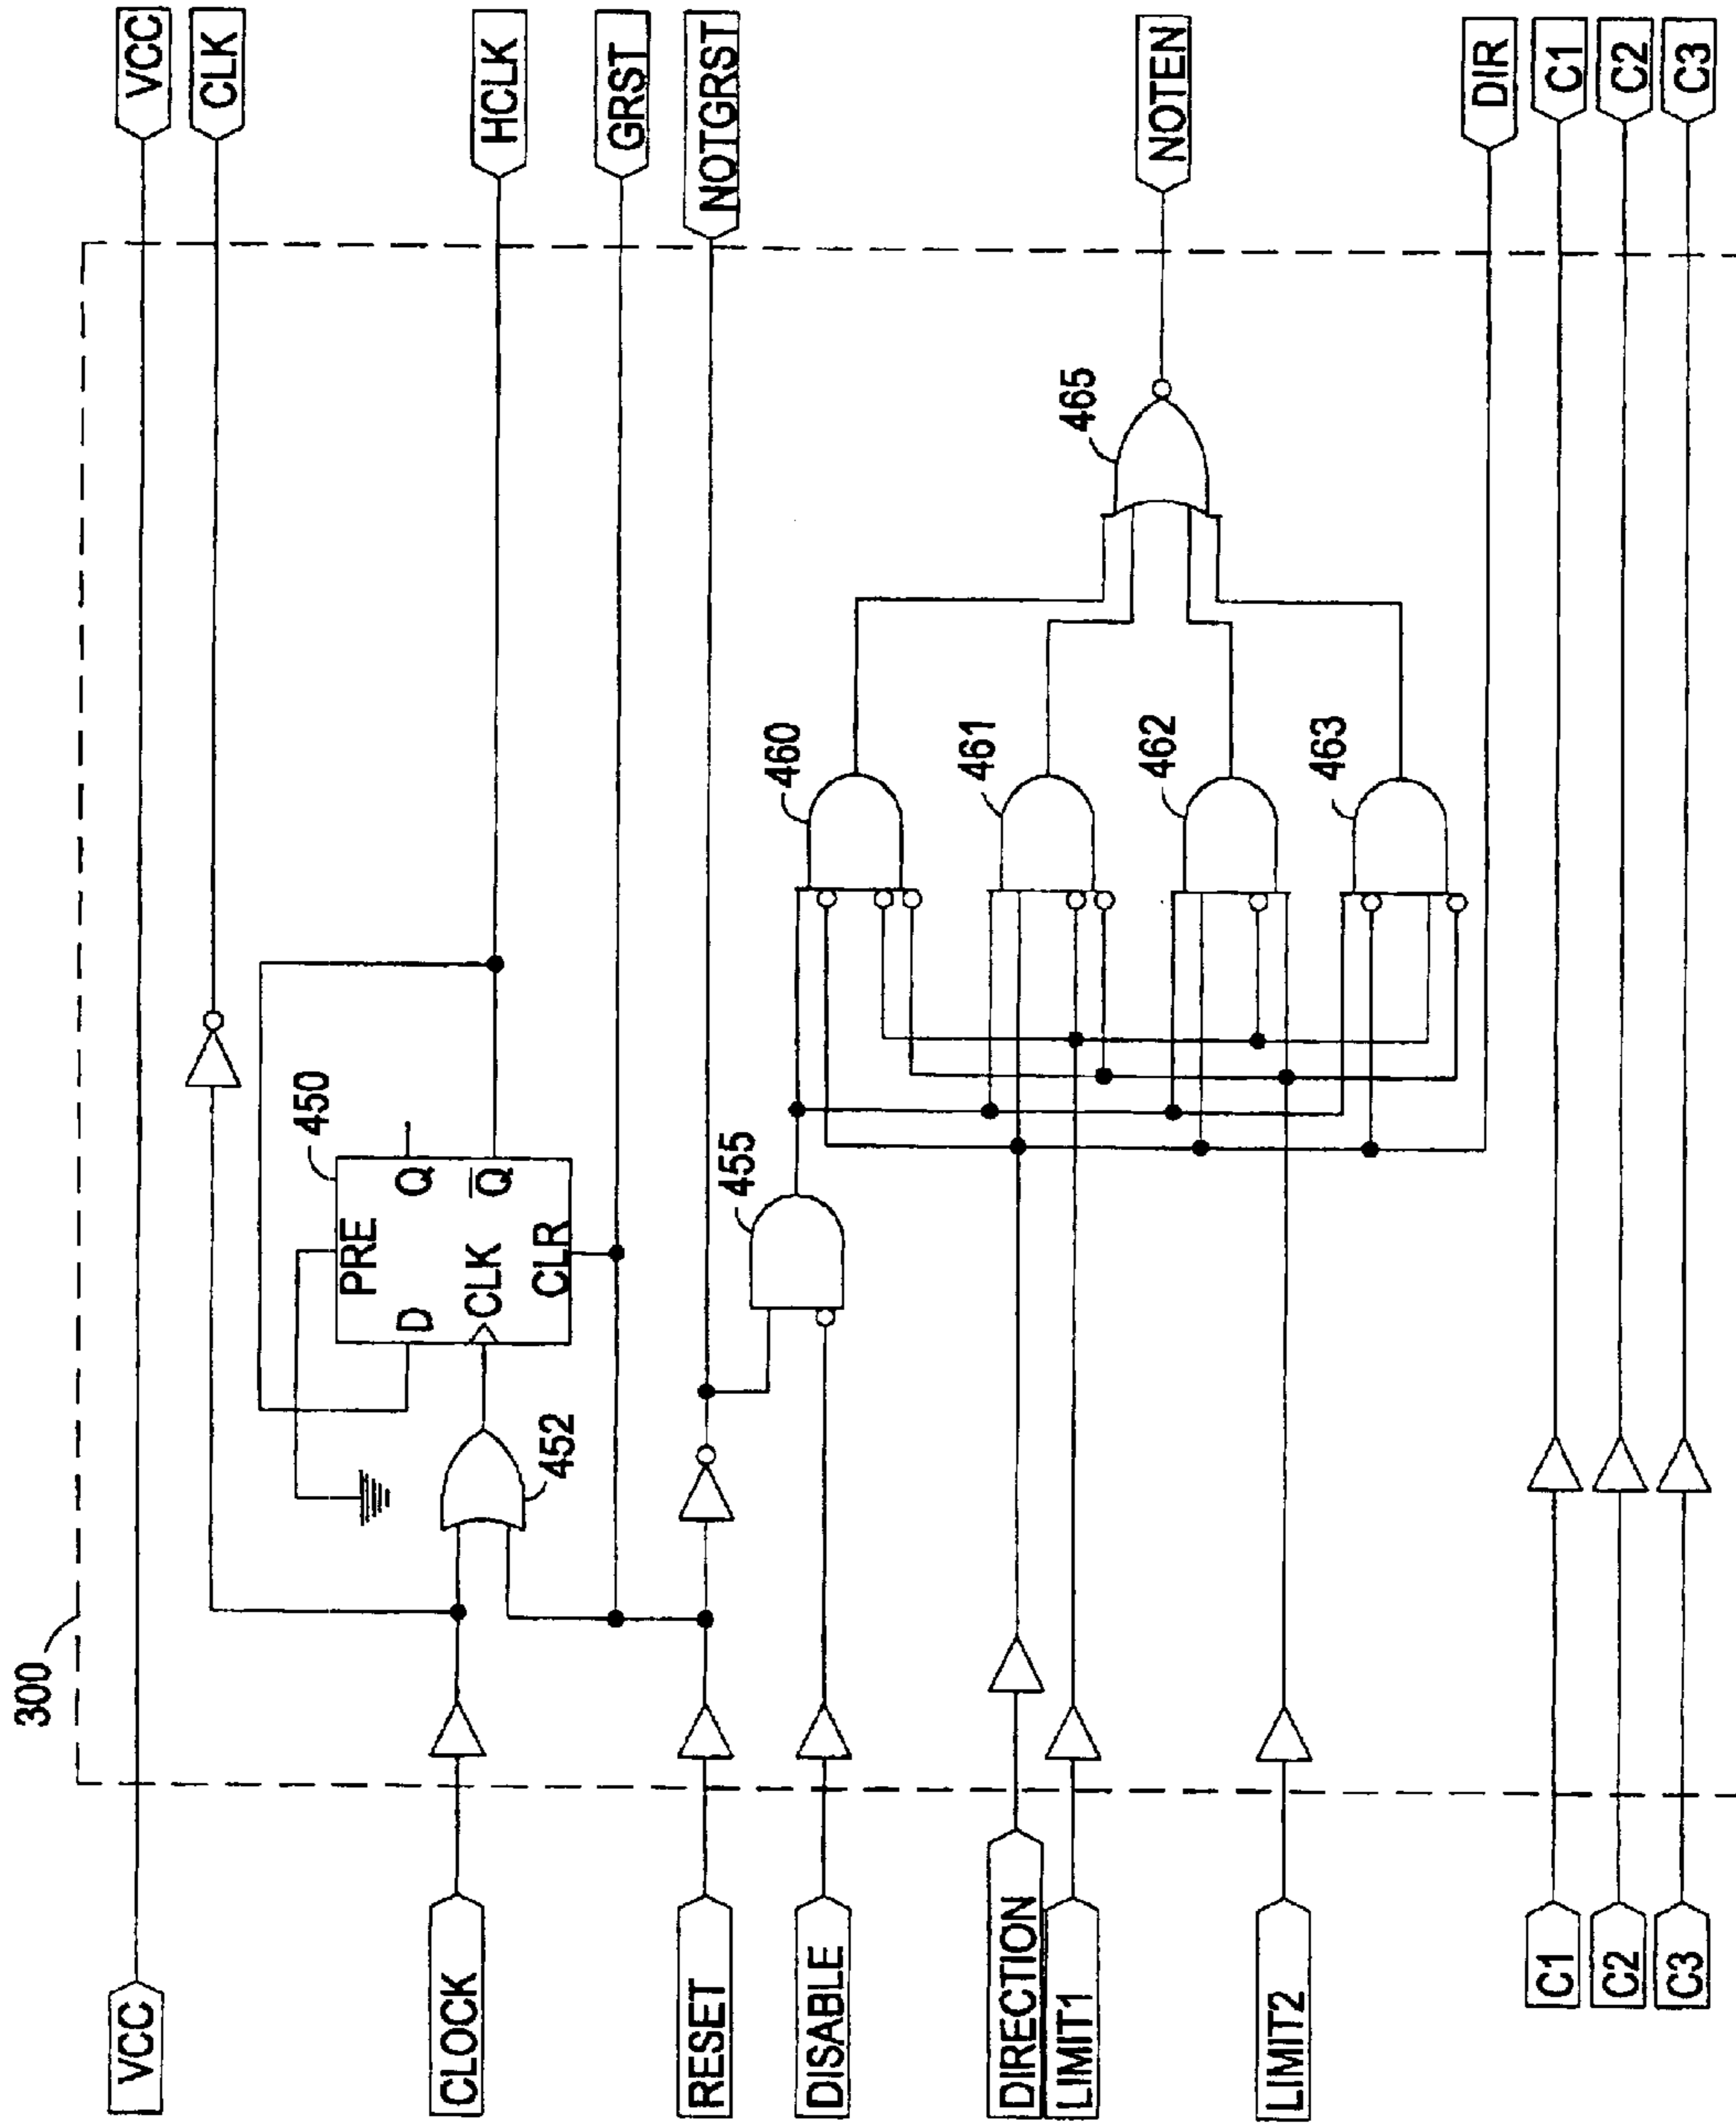 300
VCC
CLOCK
RESET
DISABLE
DIRECTION
LIMIT1
LIMIT2
C1
C2
C3
452
450
PRE
D
Q
CLK
Q̅
CLR
455
460
461
462
463
465
VCC
CLK
HCLK
GRST
NOTGRST
NOTEN
DIR
C1
C2
C3